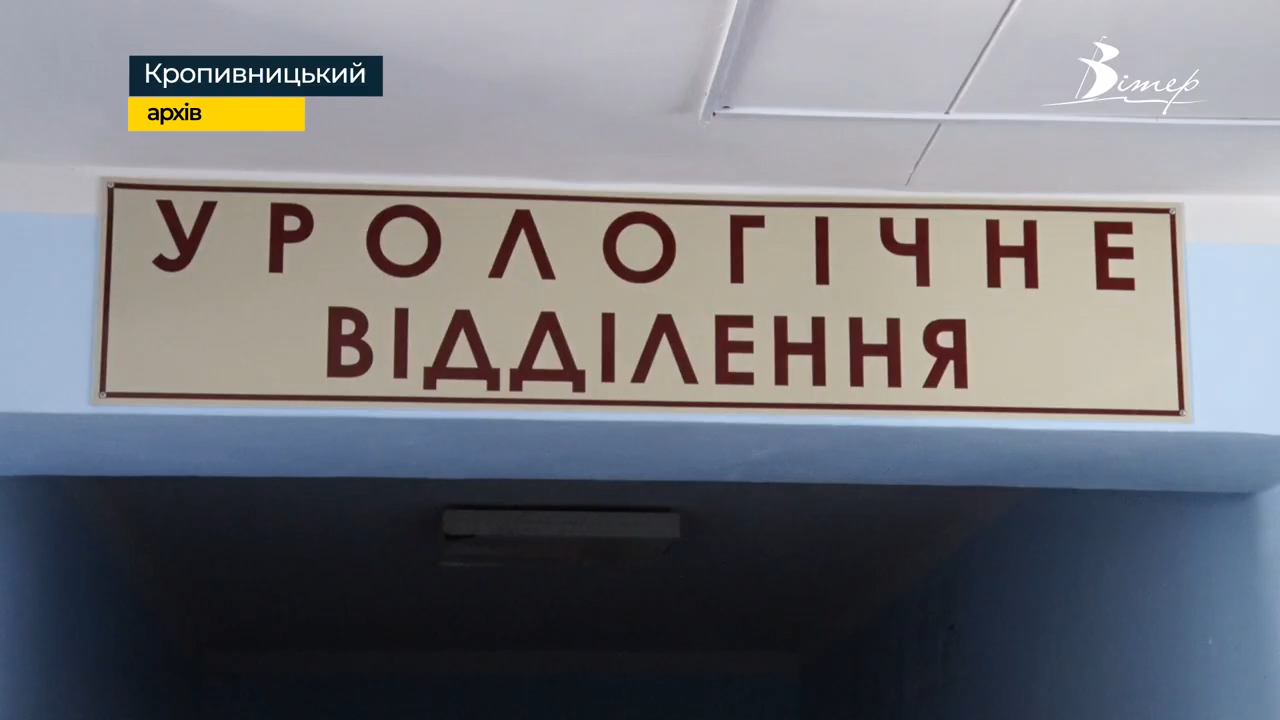 Кропивницький
архів
Вітер
УРОЛОГІЧНЕ
ВІДДІЛЕННЯ